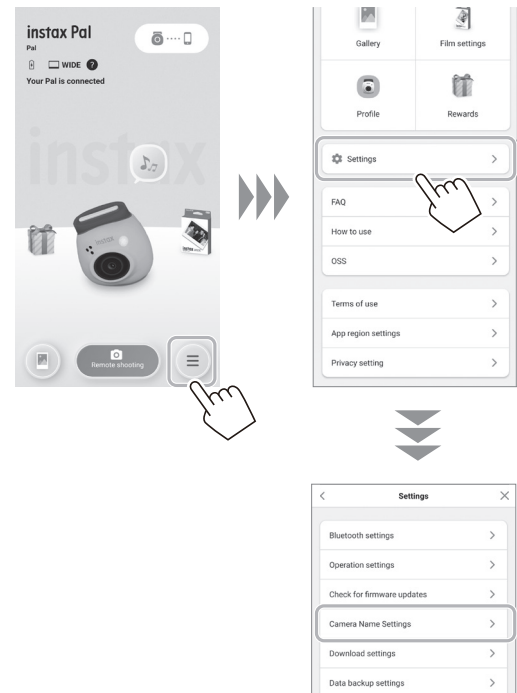 instax Pal
Pal
WIDE ?
Your Pal is connected
instax
instax
Remote shooting
Gallery
Film settings
Profile
Rewards
Settings
FAQ
How to use
OSS
Terms of use
App region settings
Privacy setting
Settings
Bluetooth settings
Operation settings
Check for firmware updates
Camera Name Settings
Download settings
Data backup settings